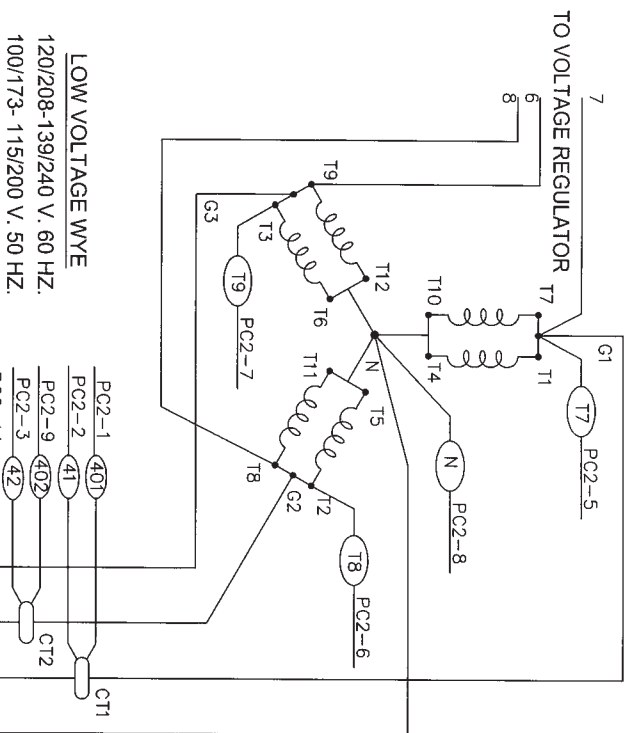 TO VOLTAGE REGULATOR
7
6
8
G1
T7
T1
T7
PC2-5
T10
T4
N
PC2-8
T9
T12
T3
T6
G3
T9
PC2-7
N
T11
T5
T8
G2
T2
T8
PC2-6
LOW VOLTAGE WYE
120/208-139/240 V. 60 HZ.
100/173- 115/200 V. 50 HZ.
PC2-1
401
PC2-2
41
CT1
PC2-9
402
PC2-3
42
CT2